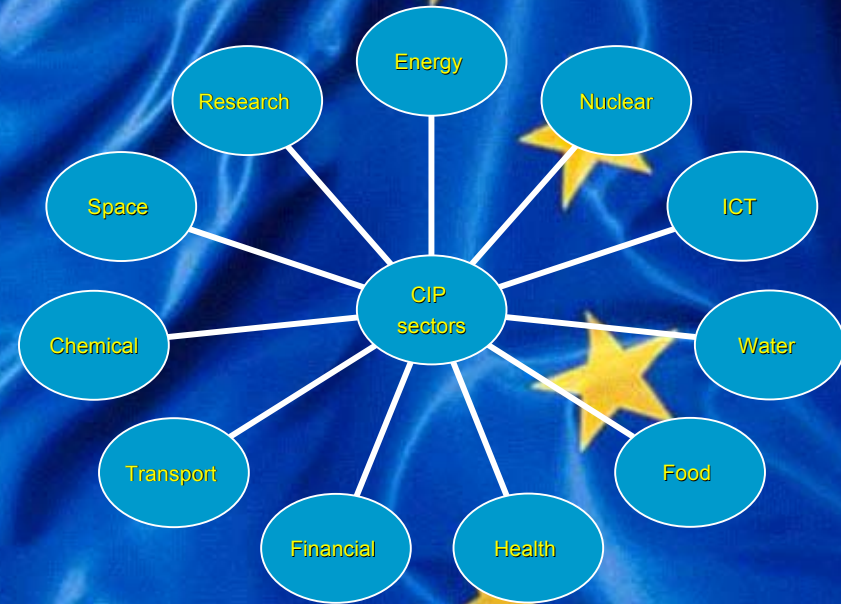 Energy
Research
Nuclear
Space
ICT
CIP
sectors
Chemical
Water
Transport
Food
Financial
Health